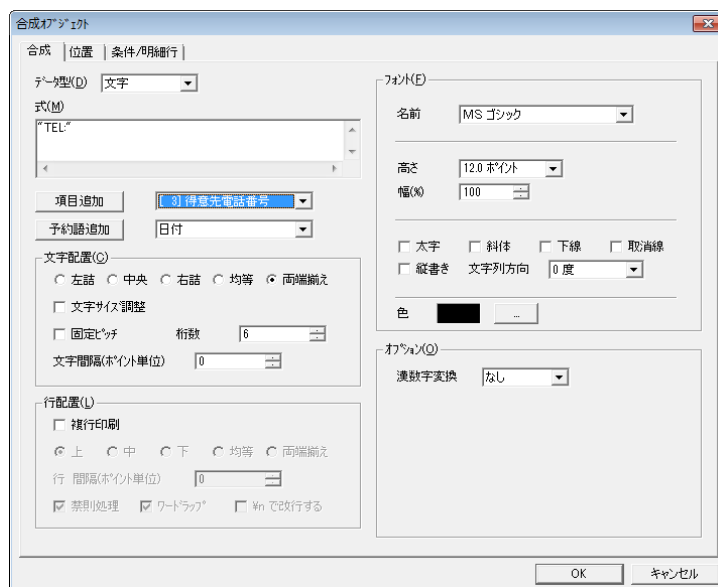 合成ｵﾌﾞｼﾞｪｸﾄ
合成 位置 条件/明細行
ﾃﾞｰﾀ型(D) 文字
式(M)
"TEL:"
項目追加 [ 3] 得意先電話番号
予約語追加 日付
文字配置(C)
左詰 中央 右詰 均等 両端揃え
文字サイズ調整
固定ﾋﾟｯﾁ 桁数 6
文字間隔(ﾎﾟｲﾝﾄ単位) 0
行配置(L)
複行印刷
上 中 下 均等 両端揃え
行 間隔(ﾎﾟｲﾝﾄ単位) 0
禁則処理 ﾜｰﾄﾞﾗｯﾌﾟ ¥n で改行する
ﾌｫﾝﾄ(F)
名前 MS ゴシック
高さ 12.0 ﾎﾟｲﾝﾄ
幅(%) 100
太字 斜体 下線 取消線
縦書き 文字列方向 0 度
色 ...
ｵﾌﾟｼｮﾝ(O)
漢数字変換 なし
OK キャンセル